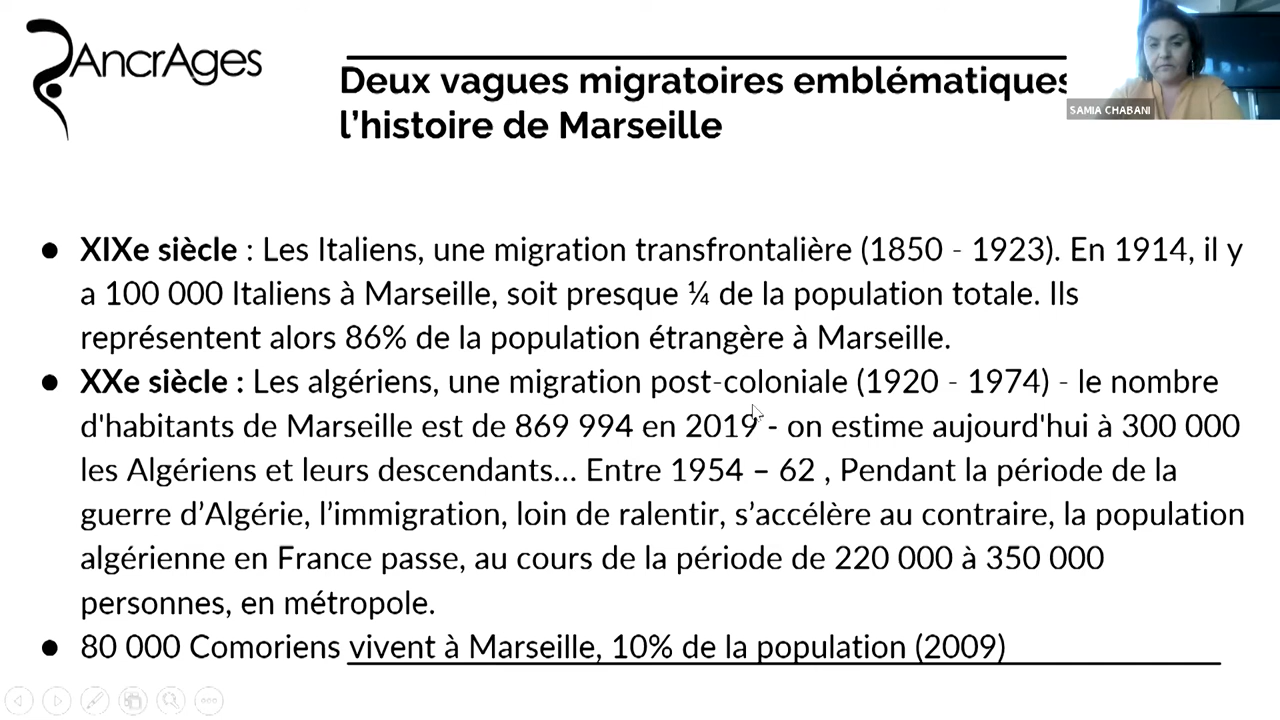 AncrAges
Deux vagues migratoires emblématiques
l’histoire de Marseille
SAMIA CHABANI
● XIXe siècle : Les Italiens, une migration transfrontalière (1850 - 1923). En 1914, il y
a 100 000 Italiens à Marseille, soit presque ¼ de la population totale. Ils
représentent alors 86% de la population étrangère à Marseille.
● XXe siècle : Les algériens, une migration post-coloniale (1920 - 1974) - le nombre
d'habitants de Marseille est de 869 994 en 2019 - on estime aujourd'hui à 300 000
les Algériens et leurs descendants... Entre 1954 – 62 , Pendant la période de la
guerre d’Algérie, l’immigration, loin de ralentir, s’accélère au contraire, la population
algérienne en France passe, au cours de la période de 220 000 à 350 000
personnes, en métropole.
● 80 000 Comoriens vivent à Marseille, 10% de la population (2009)